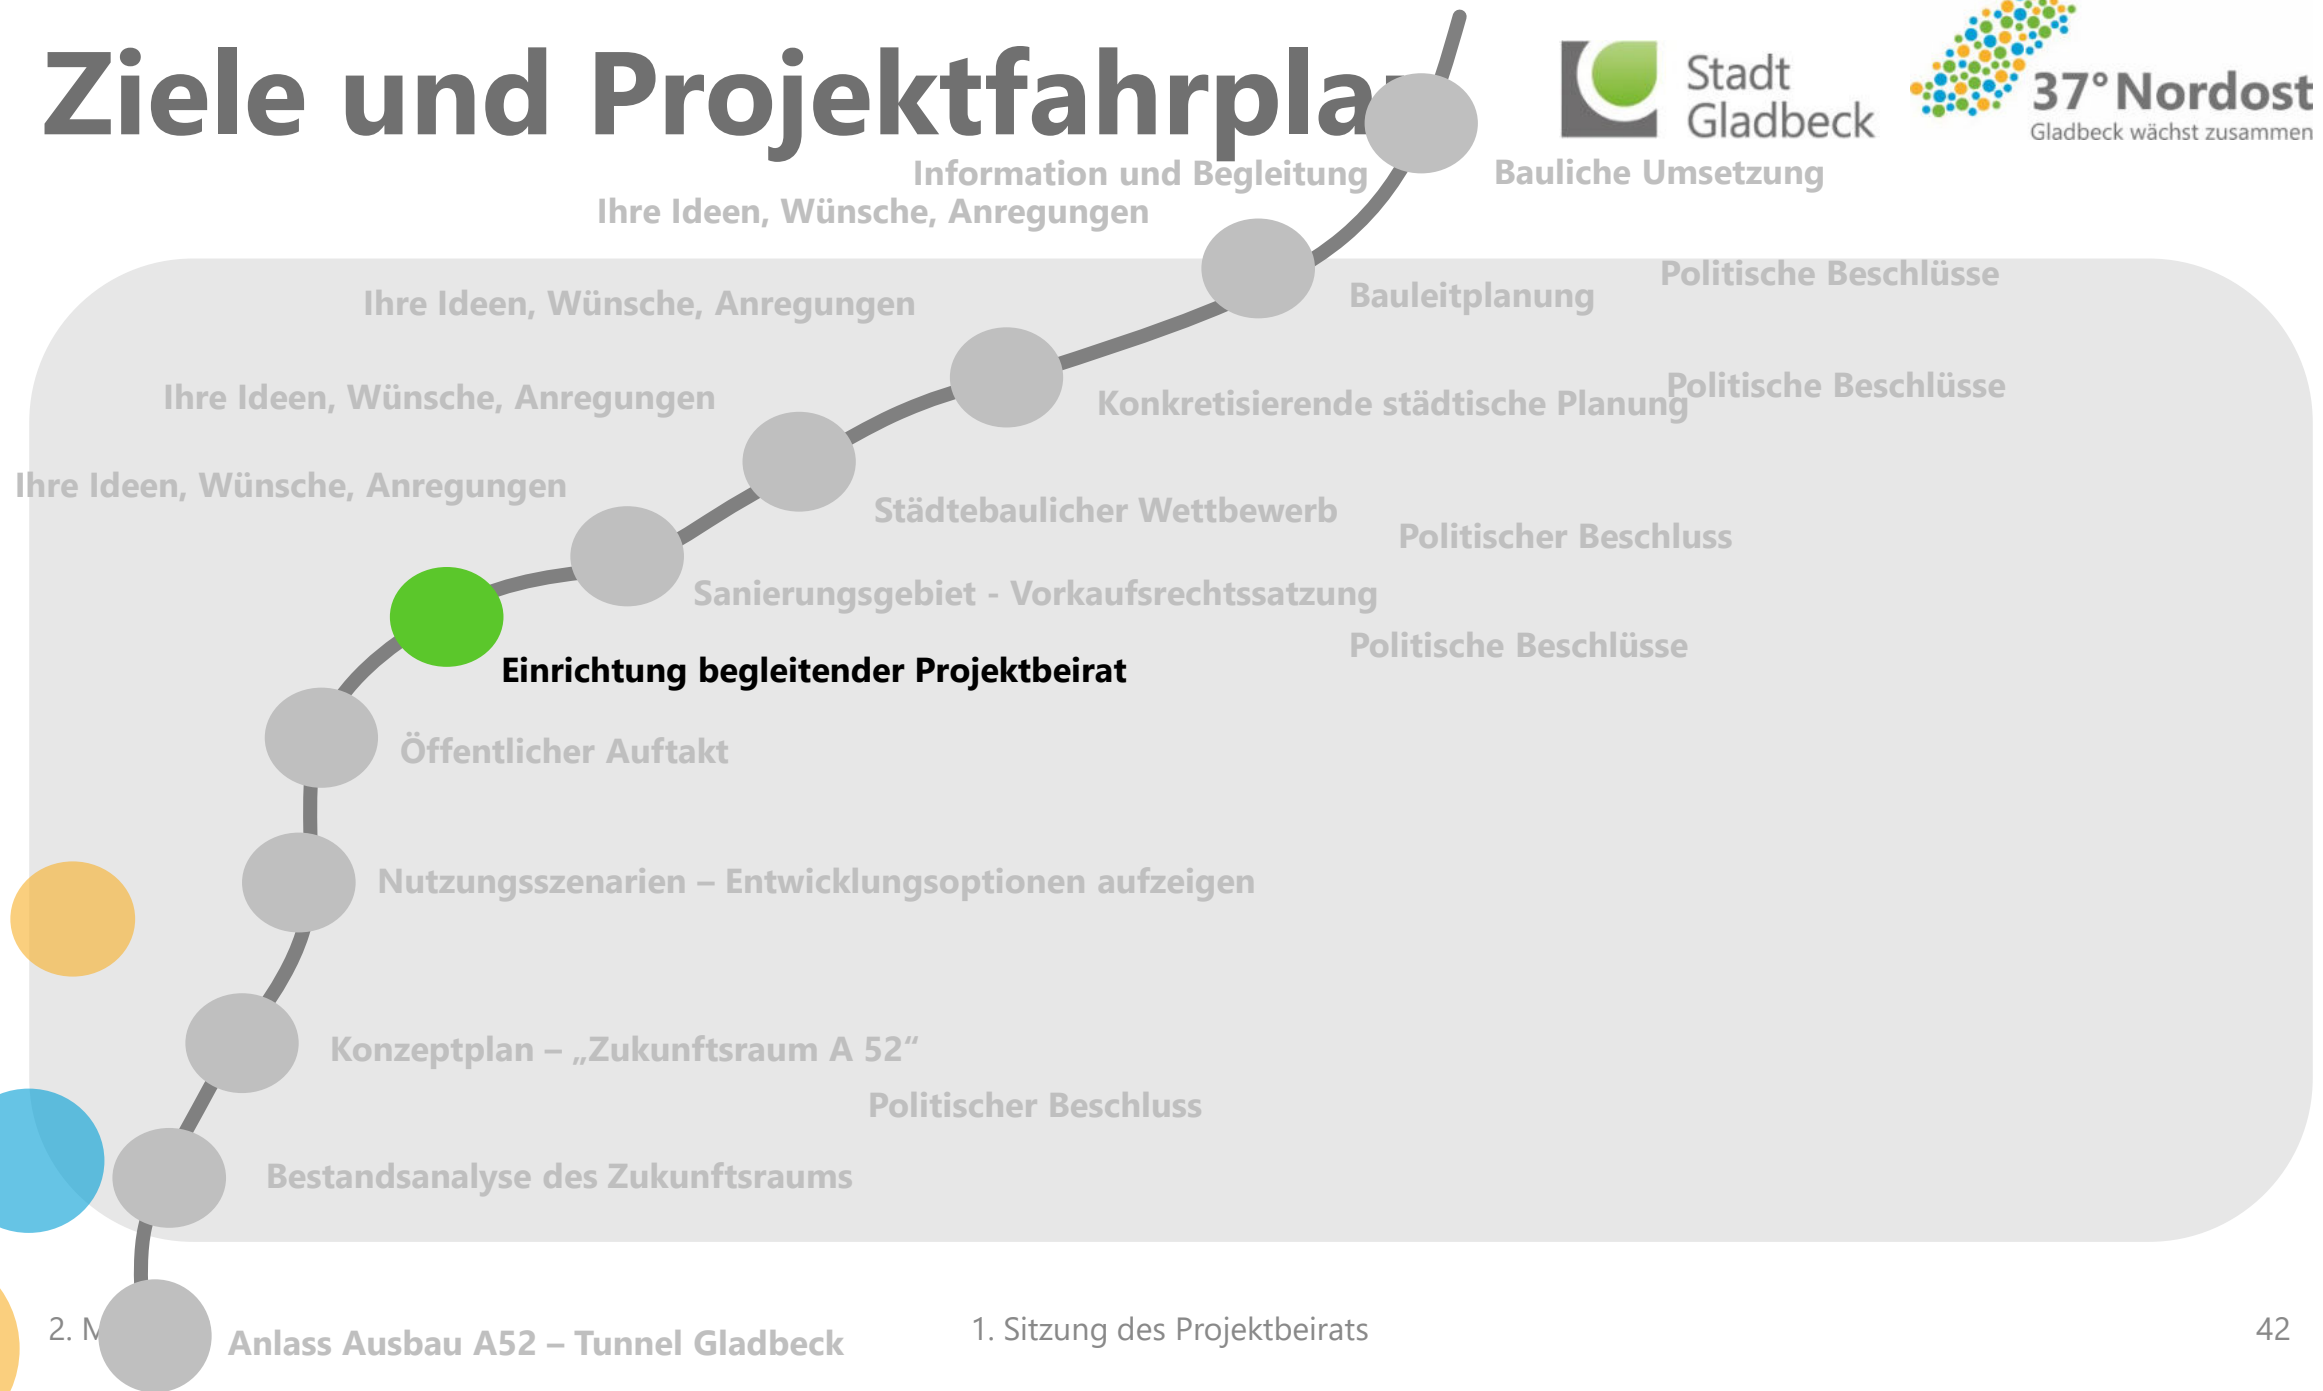 Ziele und Projektfahrpla
Stadt
Gladbeck
37° Nordost
Gladbeck wächst zusammen
Information und Begleitung
Bauliche Umsetzung
Ihre Ideen, Wünsche, Anregungen
Politische Beschlüsse
Bauleitplanung
Ihre Ideen, Wünsche, Anregungen
Politische Beschlüsse
Konkretisierende städtische Planung
Ihre Ideen, Wünsche, Anregungen
Ihre Ideen, Wünsche, Anregungen
Städtebaulicher Wettbewerb
Politischer Beschluss
Sanierungsgebiet - Vorkaufsrechtssatzung
Politische Beschlüsse
Einrichtung begleitender Projektbeirat
Öffentlicher Auftakt
Nutzungsszenarien – Entwicklungsoptionen aufzeigen
Konzeptplan – „Zukunftsraum A 52“
Politischer Beschluss
Bestandsanalyse des Zukunftsraums
Anlass Ausbau A52 – Tunnel Gladbeck
2.
1. Sitzung des Projektbeirats
42